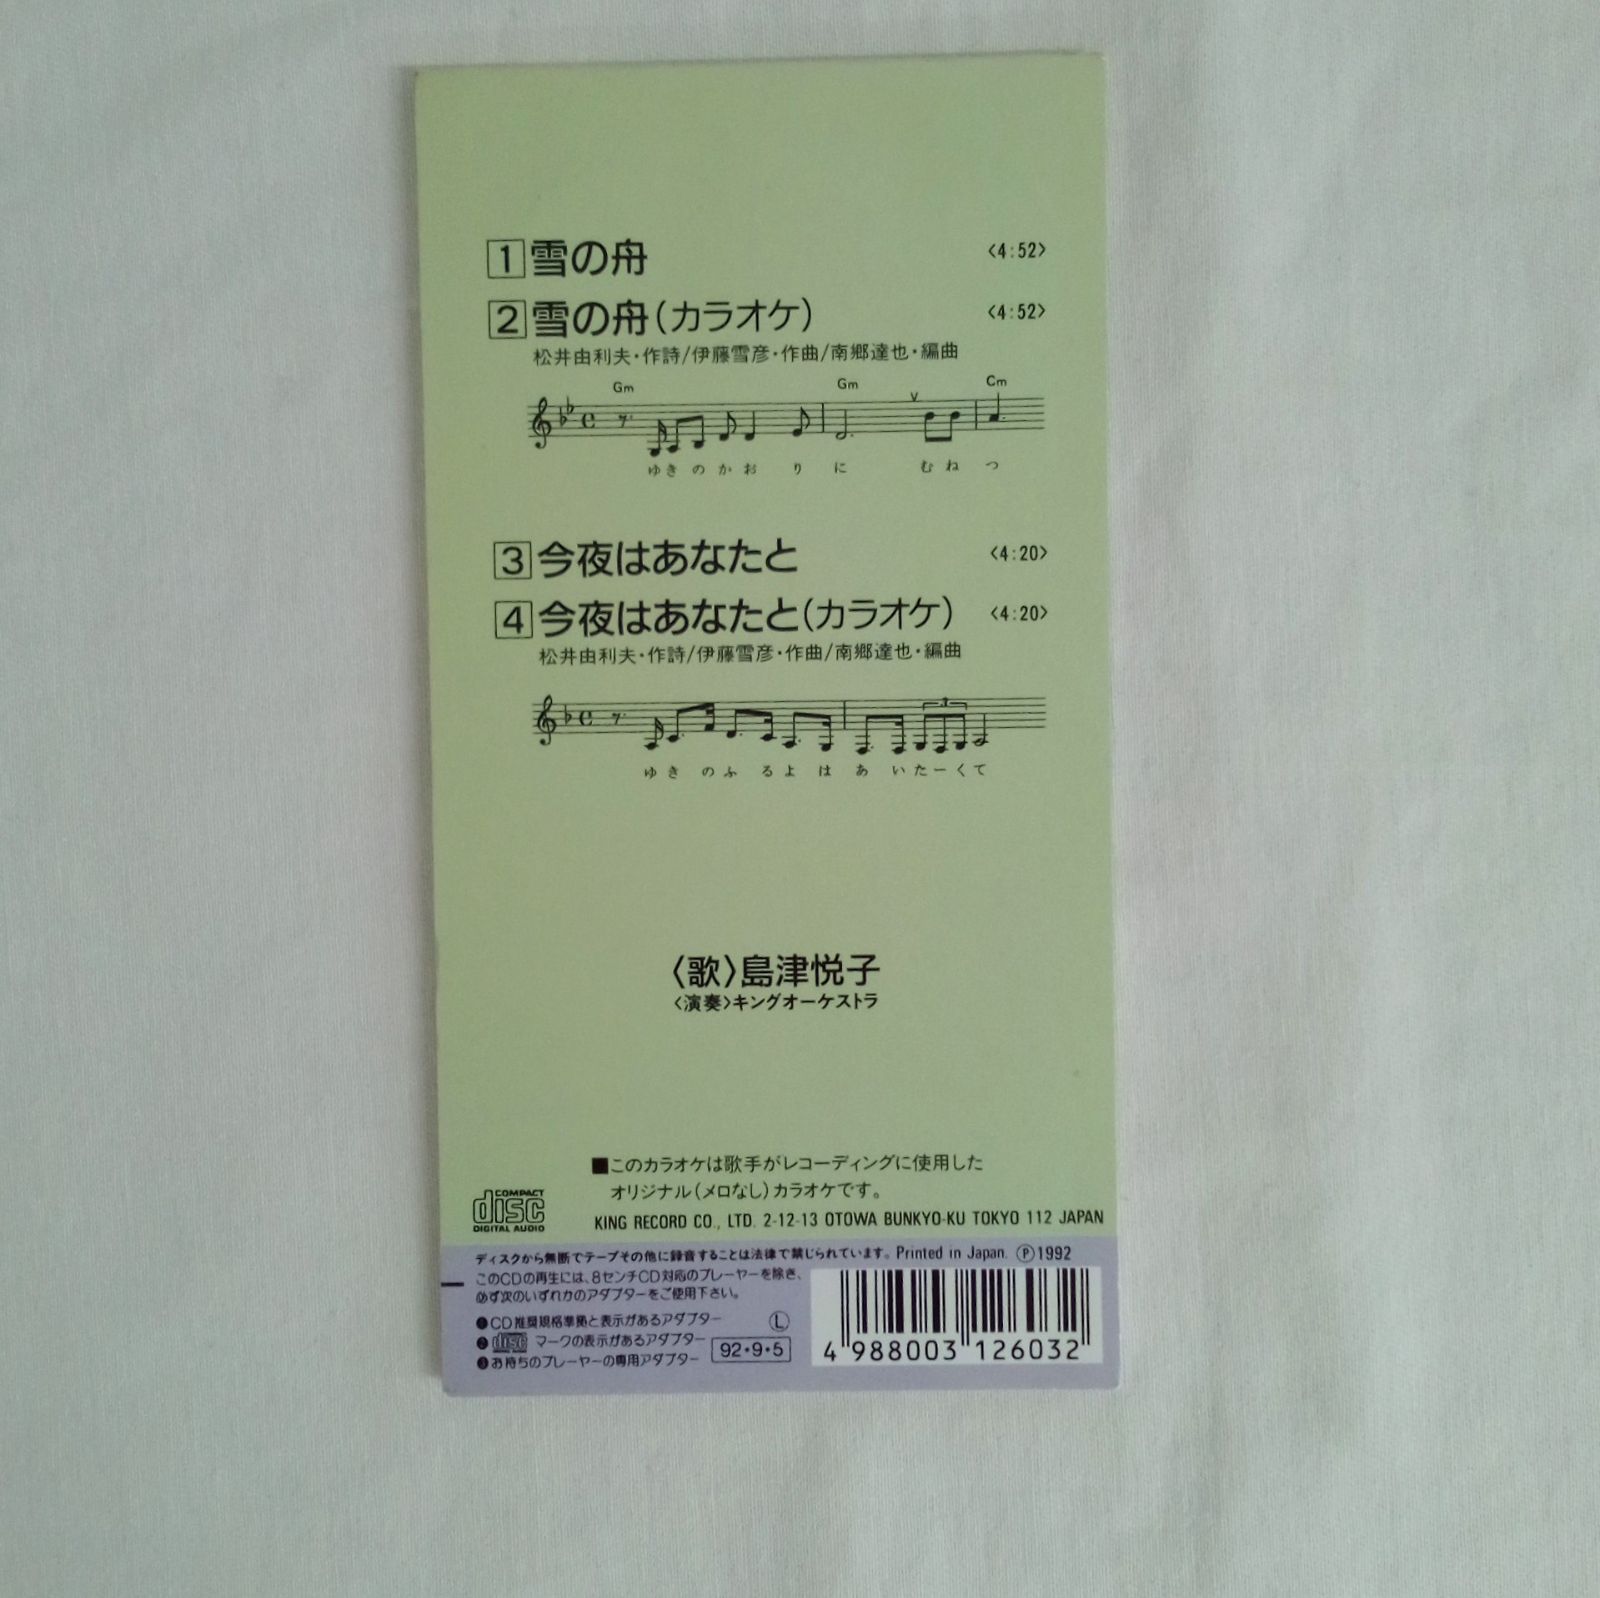 1 雪の舟 〈4:52〉
2 雪の舟(カラオケ) 〈4:52〉
松井由利夫・作詩/伊藤雪彦・作曲/南郷達也・編曲
Gm Gm Cm
ゆきのかおりに むねつ
3 今夜はあなたと 〈4:20〉
4 今夜はあなたと(カラオケ) 〈4:20〉
松井由利夫・作詩/伊藤雪彦・作曲/南郷達也・編曲
3
ゆきのふるよは あいたーくて
〈歌〉島津悦子
〈演奏〉キングオーケストラ
■このカラオケは歌手がレコーディングに使用した
オリジナル(メロなし)カラオケです。
COMPACT disc DIGITAL AUDIO
KING RECORD CO., LTD. 2-12-13 OTOWA BUNKYO-KU TOKYO 112 JAPAN
ディスクから無断でテープその他に録音することは法律で禁じられています。Printed in Japan. Ⓟ1992
このCDの再生には、8センチCD対応のプレーヤーを除き、
必ず次のいずれかのアダプターをご使用下さい。
❶CD推奨規格準拠と表示があるアダプター Ⓛ
❷disc マークの表示があるアダプター
❸お持ちのプレーヤーの専用アダプター
92・9・5
4 988003 126032